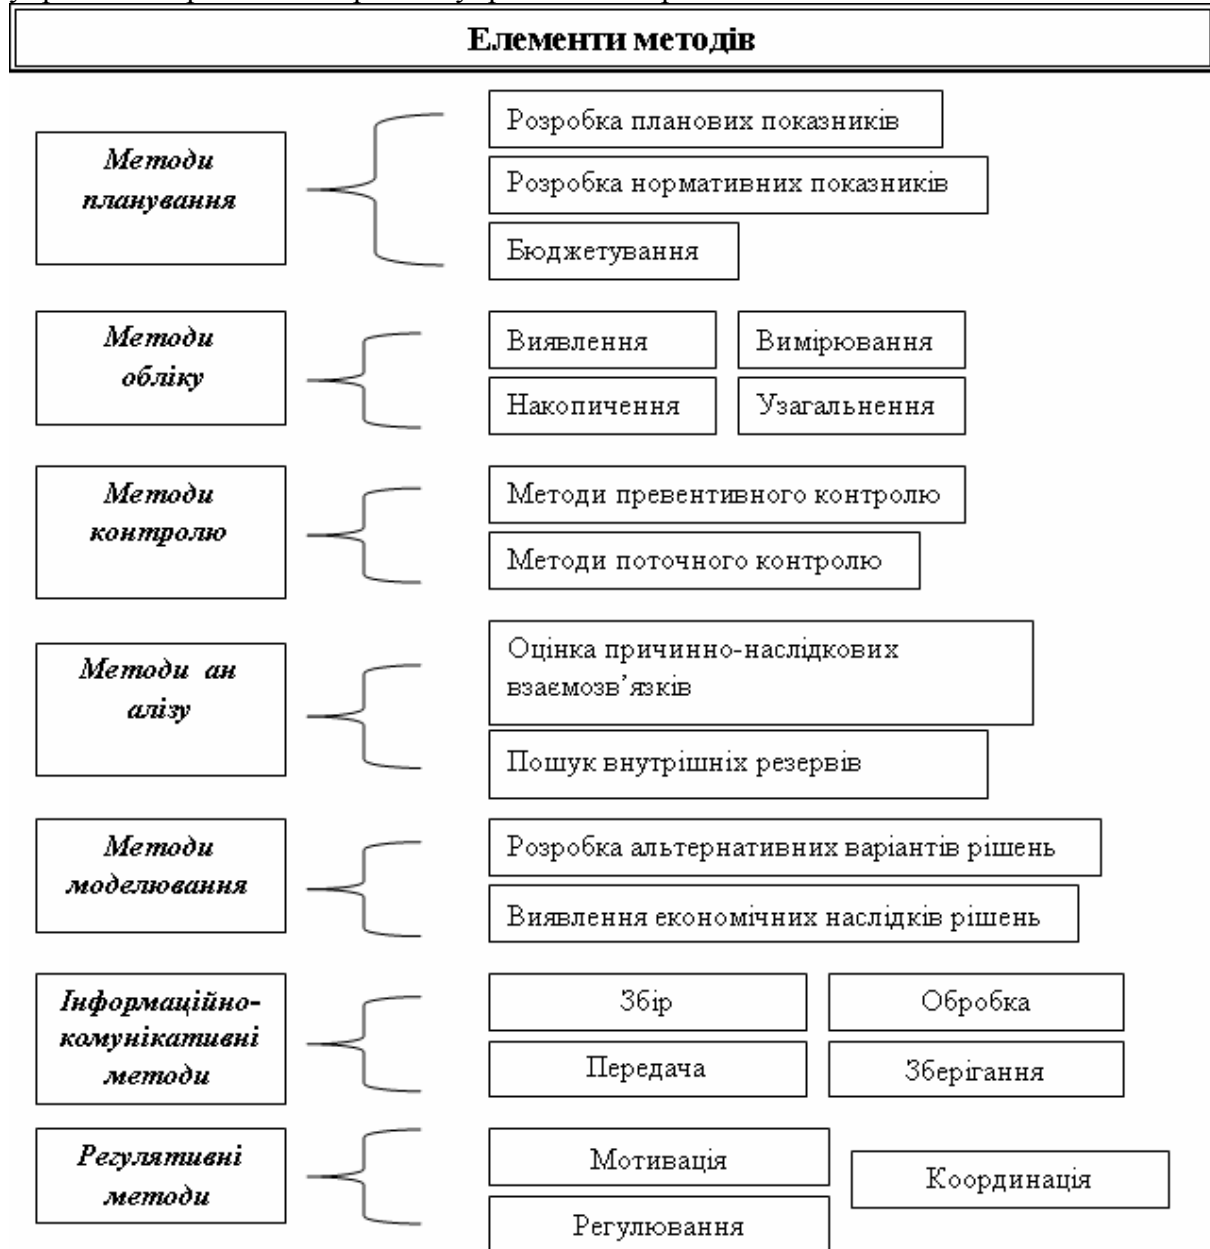 Елементи методів
Методи
планування
Розробка планових показників
Розробка нормативних показників
Бюджетування
Методи
обліку
Виявлення
Вимірювання
Накопичення
Узагальнення
Методи
контролю
Методи превентивного контролю
Методи поточного контролю
Методи ан
алізу
Оцінка причинно-наслідкових
взаємозв’язків
Пошук внутрішніх резервів
Методи
моделювання
Розробка альтернативних варіантів рішень
Виявлення економічних наслідків рішень
Інформаційно-
комунікативні
методи
Збір
Обробка
Передача
Зберігання
Регулятивні
методи
Мотивація
Координація
Регулювання